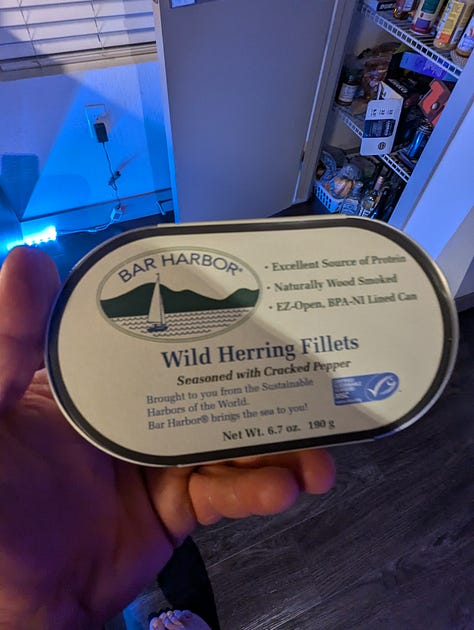 BAR HARBOR®
• Excellent Source of Protein
• Naturally Wood Smoked
• EZ-Open, BPA-NI Lined Can
Wild Herring Fillets
Seasoned with Cracked Pepper
Brought to you from the Sustainable
Harbors of the World.
Bar Harbor® brings the sea to you!
Net Wt. 6.7 oz. 190 g